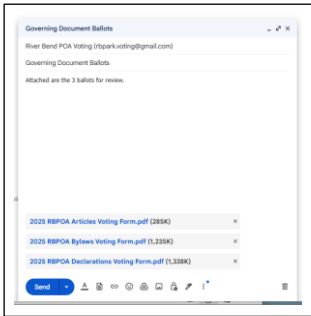 Governing Document Ballots
River Bend POA Voting (rbpark.voting@gmail.com)
Governing Document Ballots
Attached are the 3 ballots for review.
2025 RBPOA Articles Voting Form.pdf (285K)
2025 RBPOA Bylaws Voting Form.pdf (1,235K)
2025 RBPOA Declarations Voting Form.pdf (1,338K)
Send